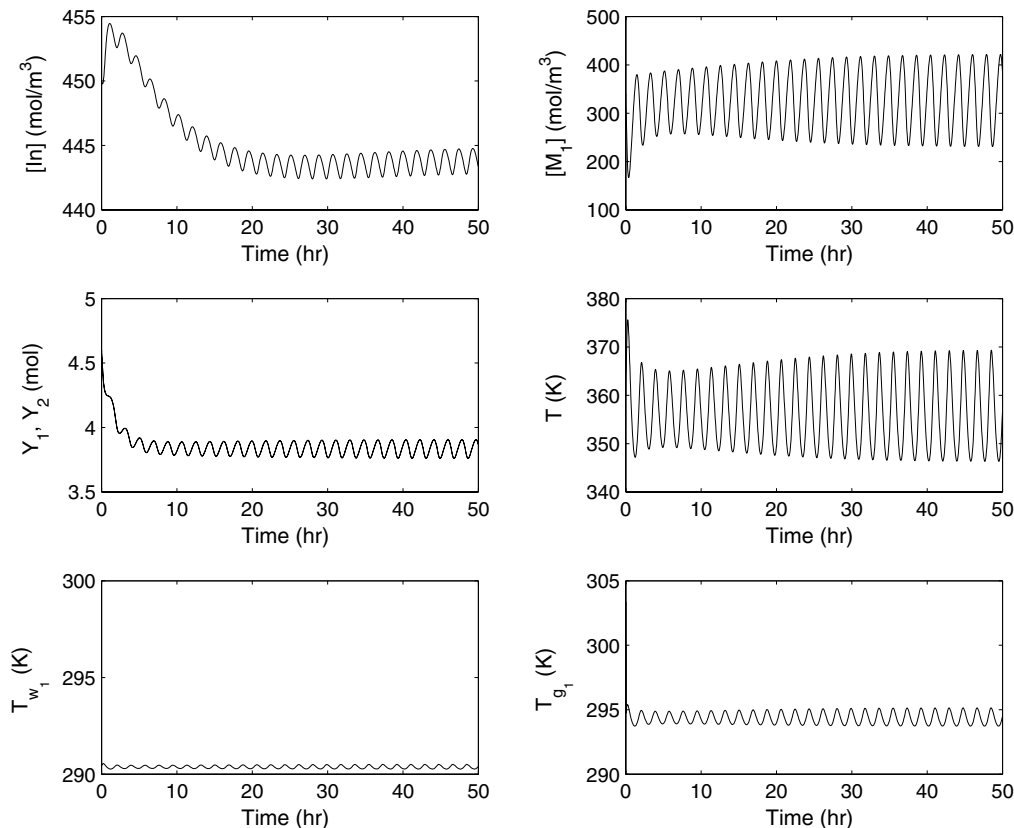 455
450
445
440
[In] (mol/m³)
0 10 20 30 40 50
Time (hr)
500
400
300
200
100
[M₁] (mol/m³)
0 10 20 30 40 50
Time (hr)
5
4.5
4
3.5
Y₁, Y₂ (mol)
0 10 20 30 40 50
Time (hr)
380
370
360
350
340
T (K)
0 10 20 30 40 50
Time (hr)
300
295
290
T_w₁ (K)
0 10 20 30 40 50
Time (hr)
305
300
295
290
T_g₁ (K)
0 10 20 30 40 50
Time (hr)